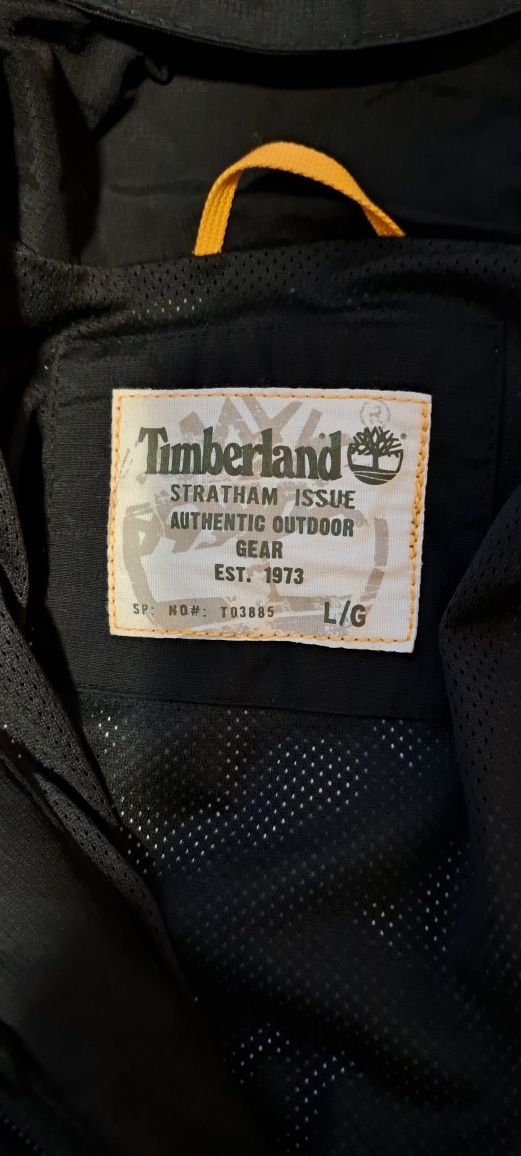 Timberland ®
STRATHAM ISSUE
AUTHENTIC OUTDOOR
GEAR
EST. 1973
SP: NO#: T03885 L/G